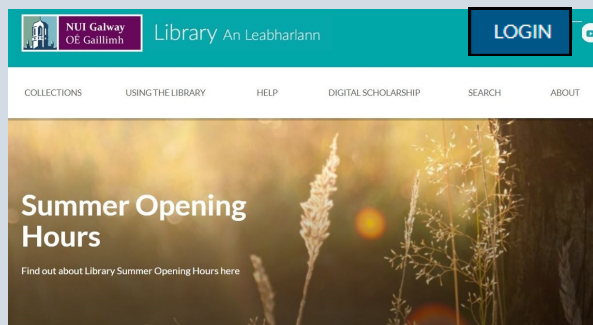 NUI Galway
OÉ Gaillimh
Library An Leabharlann
LOGIN
COLLECTIONS USING THE LIBRARY HELP DIGITAL SCHOLARSHIP SEARCH ABOUT
Summer Opening
Hours
Find out about Library Summer Opening Hours here